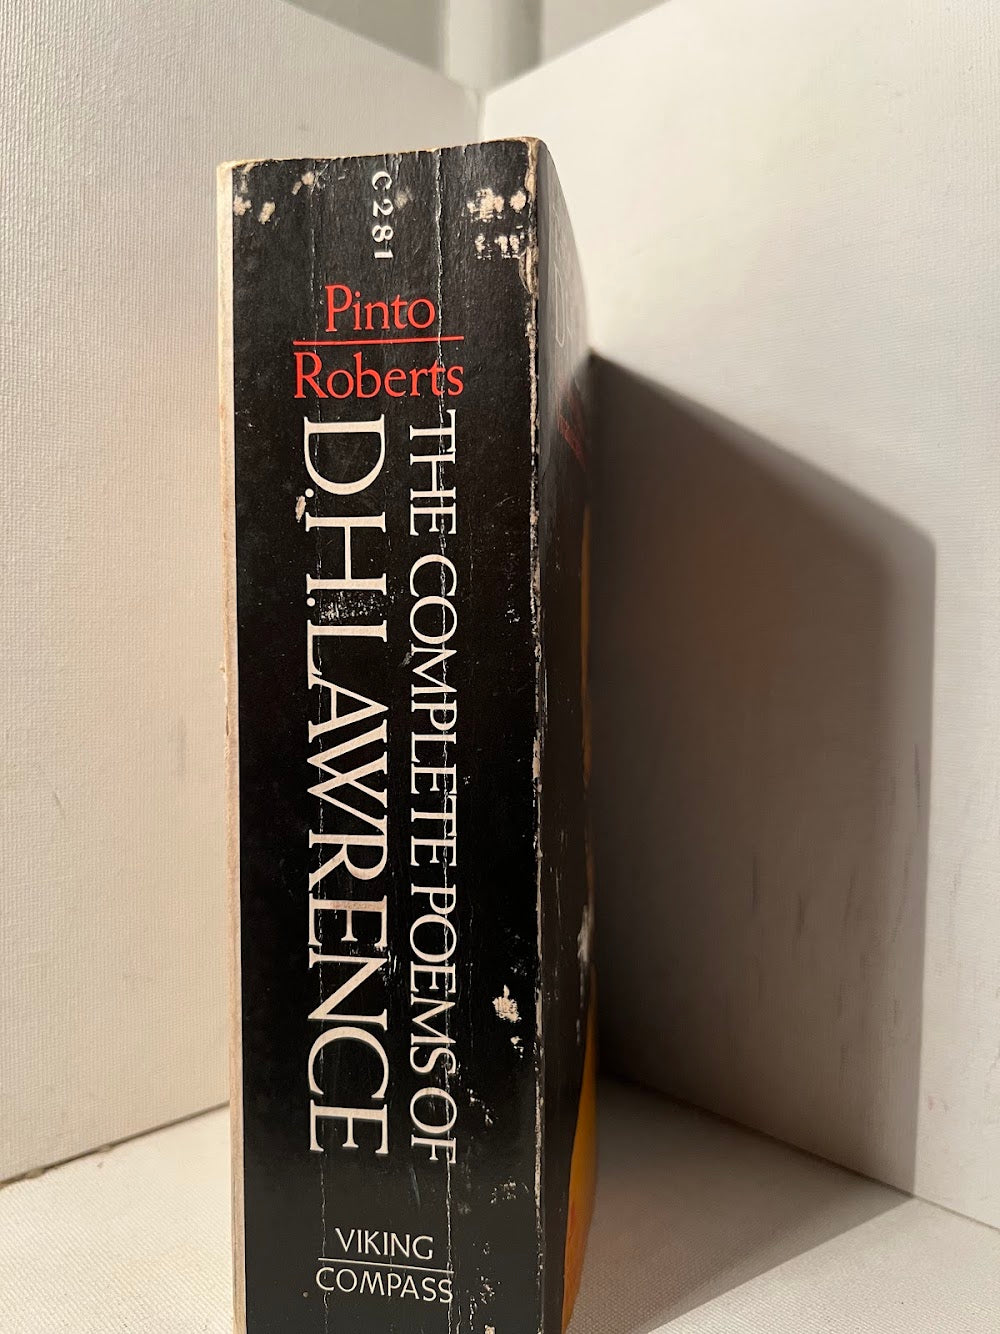 C281
Pinto
Roberts
THE COMPLETE POEMS OF
D.H.LAWRENCE
VIKING
COMPASS